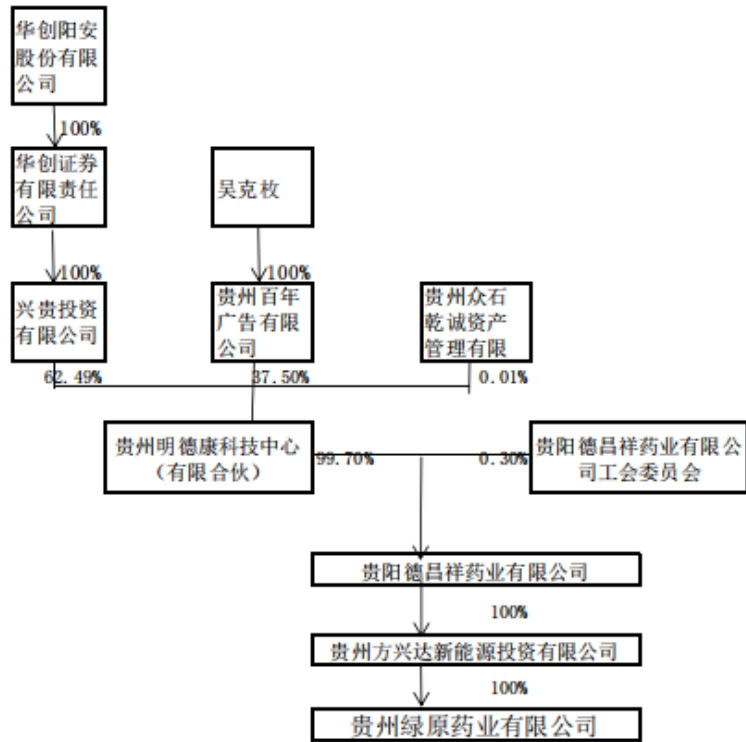 华创阳安
股份有限
公司
100%
华创证券
有限责任
公司
吴克枚
100%
100%
兴贵投资
有限公司
贵州百年
广告有限
公司
贵州众石
乾诚资产
管理有限
62.49%
37.50%
0.01%
贵州明德康科技中心
（有限合伙）
99.70%
0.30%
贵阳德昌祥药业有限公
司工会委员会
贵阳德昌祥药业有限公司
100%
贵州方兴达新能源投资有限公司
100%
贵州绿原药业有限公司